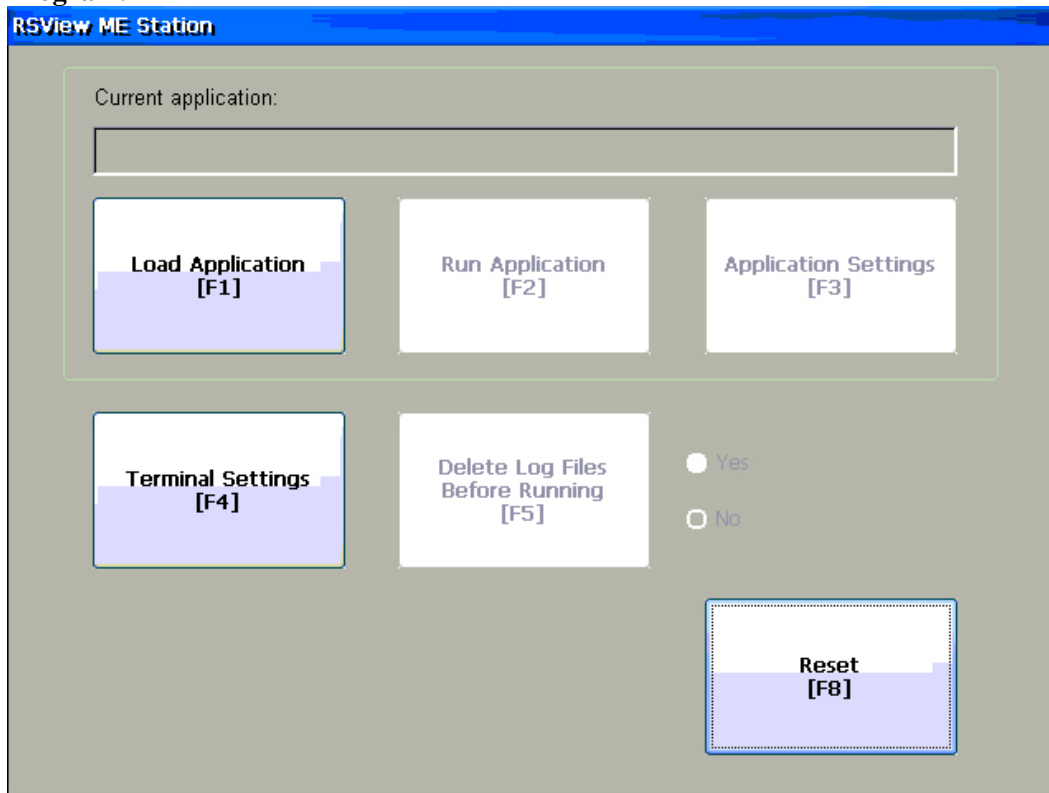 RSView ME Station
Current application:
Load Application
[F1]
Run Application
[F2]
Application Settings
[F3]
Terminal Settings
[F4]
Delete Log Files
Before Running
[F5]
Yes
No
Reset
[F8]